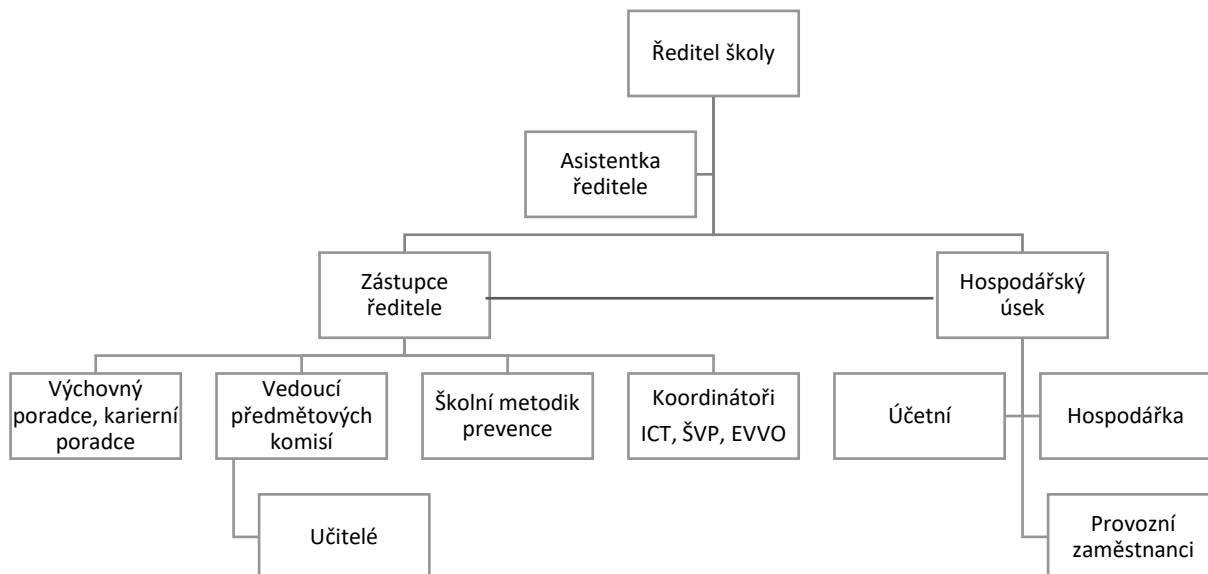 Ředitel školy
Asistentka
ředitele
Zástupce
ředitele
Hospodářský
úsek
Výchovný
poradce, karierní
poradce
Vedoucí
předmětových
komisí
Školní metodik
prevence
Koordinátoři
ICT, ŠVP, EVVO
Účetní
Hospodářka
Učitelé
Provozní
zaměstnanci